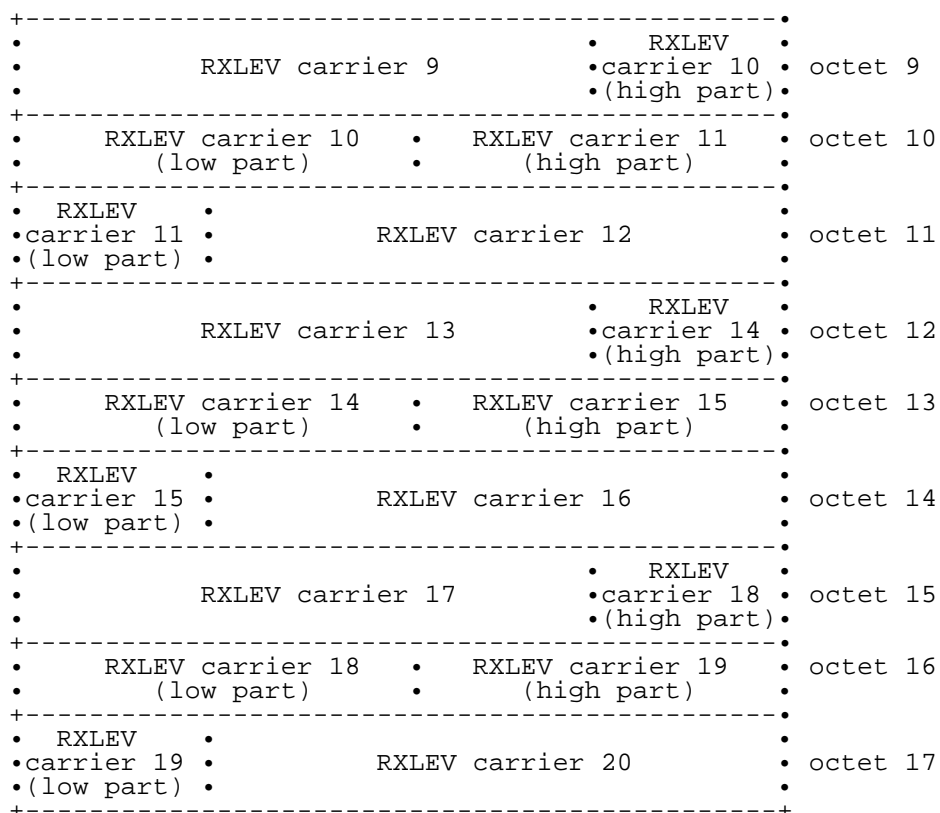 +-----------------------------------------------•
• • RXLEV •
• RXLEV carrier 9 •carrier 10 • octet 9
• •(high part)•
+-----------------------------------------------•
• RXLEV carrier 10 • RXLEV carrier 11 • octet 10
• (low part) • (high part) •
+-----------------------------------------------•
• RXLEV • •
•carrier 11 • RXLEV carrier 12 • octet 11
•(low part) • •
+-----------------------------------------------•
• • RXLEV •
• RXLEV carrier 13 •carrier 14 • octet 12
• •(high part)•
+-----------------------------------------------•
• RXLEV carrier 14 • RXLEV carrier 15 • octet 13
• (low part) • (high part) •
+-----------------------------------------------•
• RXLEV • •
•carrier 15 • RXLEV carrier 16 • octet 14
•(low part) • •
+-----------------------------------------------•
• • RXLEV •
• RXLEV carrier 17 •carrier 18 • octet 15
• •(high part)•
+-----------------------------------------------•
• RXLEV carrier 18 • RXLEV carrier 19 • octet 16
• (low part) • (high part) •
+-----------------------------------------------•
• RXLEV • •
•carrier 19 • RXLEV carrier 20 • octet 17
•(low part) • •
+-----------------------------------------------+